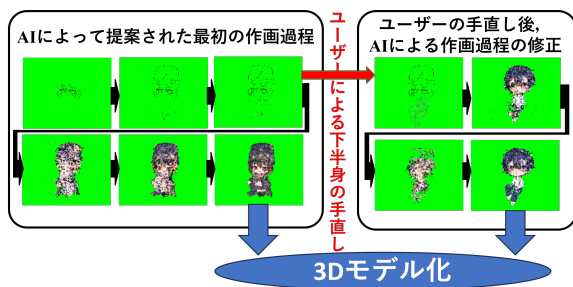 AIによって提案された最初の作画過程
ユーザーによる下半身の手直し
ユーザーの手直し後,
AIによる作画過程の修正
3Dモデル化